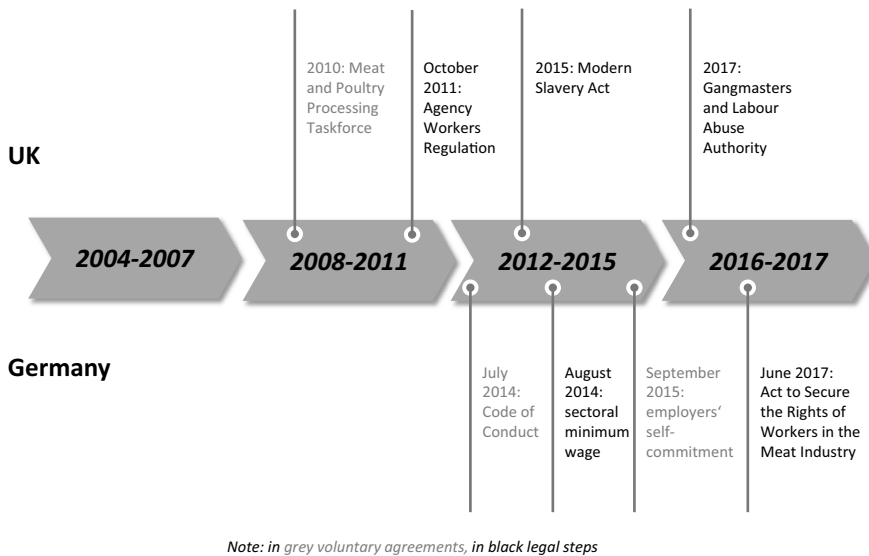 2010: Meat
and Poultry
Processing
Taskforce
October
2011:
Agency
Workers
Regulation
2015: Modern
Slavery Act
2017:
Gangmasters
and Labour
Abuse
Authority
UK
2004-2007
2008-2011
2012-2015
2016-2017
Germany
July
2014:
Code of
Conduct
August
2014:
sectoral
minimum
wage
September
2015:
employers‘
self-
commitment
June 2017:
Act to Secure
the Rights of
Workers in the
Meat Industry
Note: in grey voluntary agreements, in black legal steps